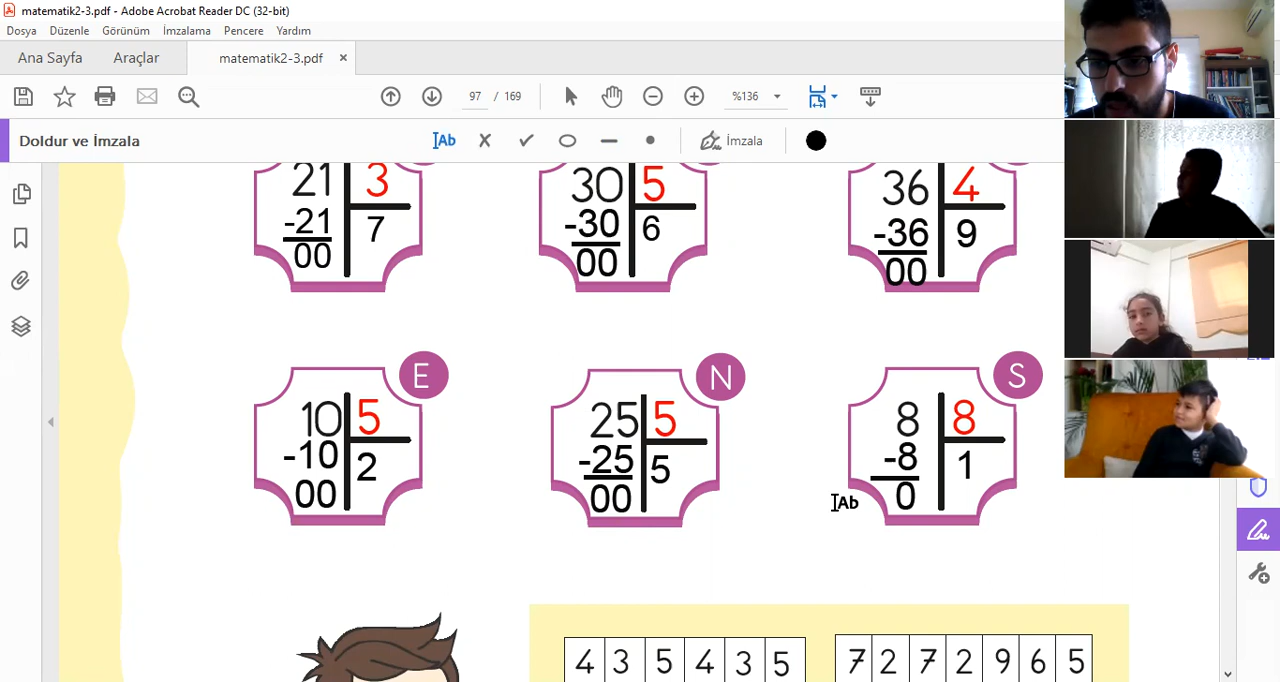 matematik2-3.pdf - Adobe Acrobat Reader DC (32-bit)
Dosya Düzenle Görünüm İmzalama Pencere Yardım
Ana Sayfa Araçlar matematik2-3.pdf ×
97 / 169 %136
Doldur ve İmzala IAb İmzala
21 3
-21 7
00
30 5
-30 6
00
36 4
-36 9
00
E
10 5
-10 2
00
N
25 5
-25 5
00
S
8 8
-8 1
0
IAb
4 3 5 4 3 5
7 2 7 2 9 6 5